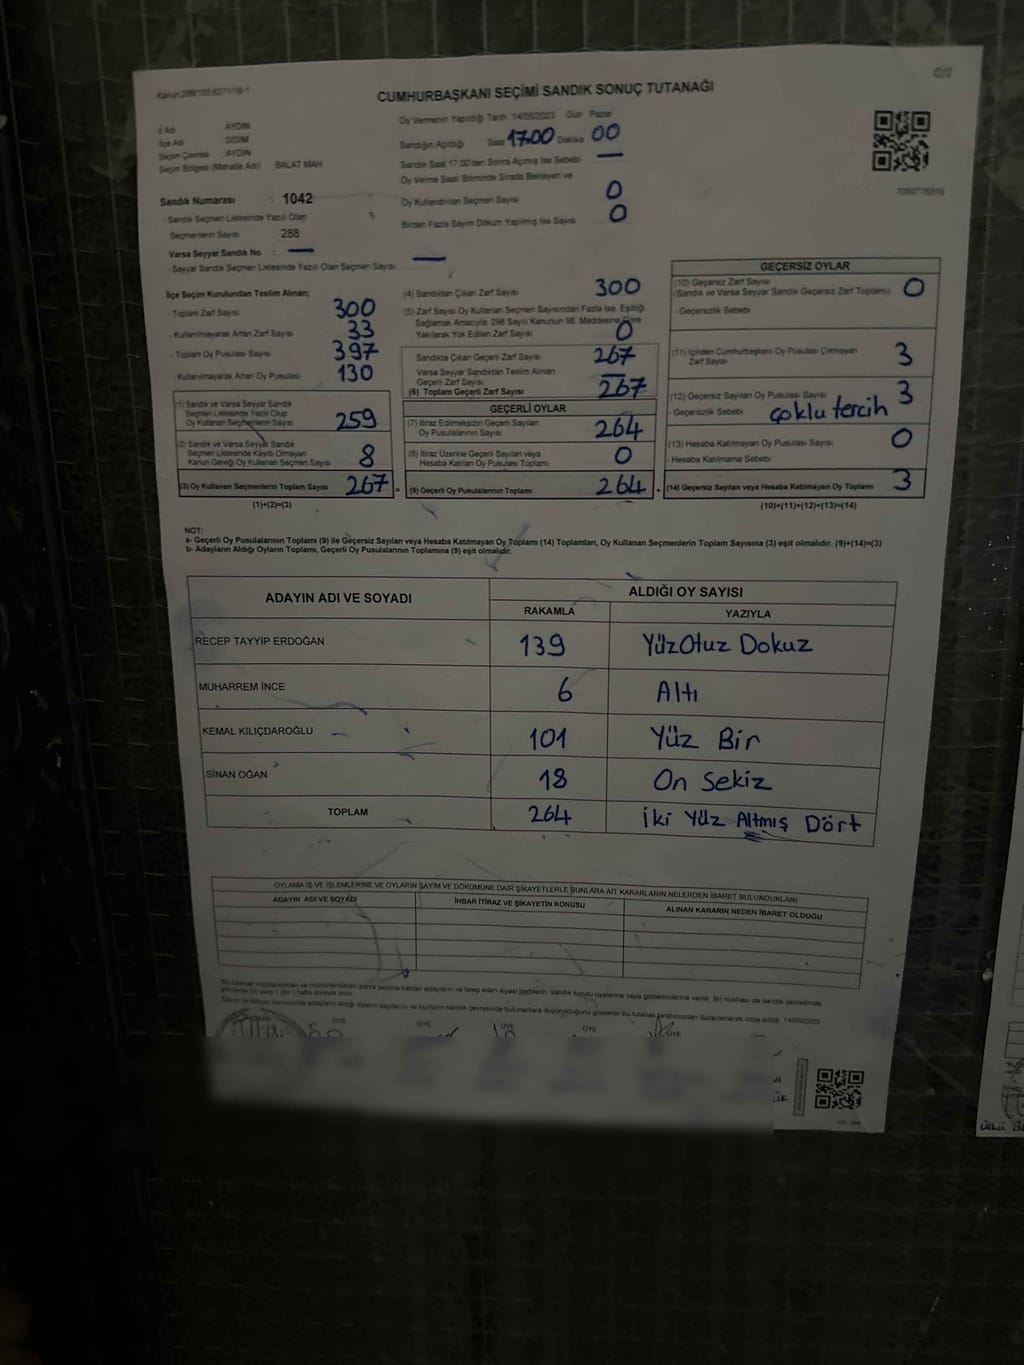 CUMHURBAŞKANI SEÇİMİ SANDIK SONUÇ TUTANAĞI
İl Adı AYDIN
İlçe Adı DİDİM
Seçim Çevresi AYDIN
Seçim Bölgesi (Mahalle Adı) BALAT MAH
Sandık Numarası : 1042
- Sandık Seçmen Listesinde Yazılı Olan
Seçmenlerin Sayısı 288
Varsa Seyyar Sandık No : —
- Seyyar Sandık Seçmen Listesinde Yazılı Olan Seçmen Sayısı —
Oy Vermenin Yapıldığı Tarih 14/05/2023 Gün Pazar
Sandığın Açıldığı Saat 17.00 Dakika 00
Sandık Saat 17:00'den Sonra Açılmış İse Sebebi —
Oy Verme Saati Bitiminde Sırada Bekleyen ve
Oy Kullandırılan Seçmen Sayısı 0
Birden Fazla Sayım Döküm Yapılmış İse Sayısı 0
İlçe Seçim Kurulundan Teslim Alınan;
- Toplam Zarf Sayısı 300
- Kullanılmayarak Artan Zarf Sayısı 33
- Toplam Oy Pusulası Sayısı 397
- Kullanılmayarak Artan Oy Pusulası 130
(1) Sandık ve Varsa Seyyar Sandık
Seçmen Listesinde Yazılı Olup
Oy Kullanan Seçmenlerin Sayısı 259
(2) Sandık ve Varsa Seyyar Sandık
Seçmen Listesinde Kayıtlı Olmayan
Kanun Gereği Oy Kullanan Seçmen Sayısı 8
(3) Oy Kullanan Seçmenlerin Toplam Sayısı 267
(1)+(2)=(3)
(4) Sandıktan Çıkan Zarf Sayısı 300
(5) Zarf Sayısı Oy Kullanan Seçmen Sayısından Fazla İse, Eşitliği
Sağlamak Amacıyla; 298 Sayılı Kanunun 98. Maddesine Göre
Yakılarak Yok Edilen Zarf Sayısı 0
Sandıkta Çıkan Geçerli Zarf Sayısı 267
Varsa Seyyar Sandıktan Teslim Alınan
Geçerli Zarf Sayısı —
(6) Toplam Geçerli Zarf Sayısı 267
GEÇERLİ OYLAR
(7) İtiraz Edilmeksizin Geçerli Sayılan
Oy Pusulalarının Sayısı 264
(8) İtiraz Üzerine Geçerli Sayılan veya
Hesaba Katılan Oy Pusulası Toplamı 0
= (9) Geçerli Oy Pusulalarının Toplamı 264 +
GEÇERSİZ OYLAR
(10) Geçersiz Zarf Sayısı
(Sandık ve Varsa Seyyar Sandık Geçersiz Zarf Toplamı) 0
- Geçersizlik Sebebi
(11) İçinden Cumhurbaşkanı Oy Pusulası Çıkmayan
Zarf Sayısı 3
(12) Geçersiz Sayılan Oy Pusulası Sayısı 3
- Geçersizlik Sebebi çoklu tercih
(13) Hesaba Katılmayan Oy Pusulası Sayısı 0
- Hesaba Katılmama Sebebi
(14) Geçersiz Sayılan veya Hesaba Katılmayan Oy Toplamı 3
(10)+(11)+(12)+(13)=(14)
NOT:
a- Geçerli Oy Pusulalarının Toplamı (9) ile Geçersiz Sayılan veya Hesaba Katılmayan Oy Toplamı (14) Toplamları, Oy Kullanan Seçmenlerin Toplam Sayısına (3) eşit olmalıdır. (9)+(14)=(3)
b- Adayların Aldığı Oyların Toplamı, Geçerli Oy Pusulalarının Toplamına (9) eşit olmalıdır.
ADAYIN ADI VE SOYADI ALDIĞI OY SAYISI
RAKAMLA YAZIYLA
RECEP TAYYİP ERDOĞAN 139 Yüz Otuz Dokuz
MUHARREM İNCE 6 Altı
KEMAL KILIÇDAROĞLU 101 Yüz Bir
SİNAN OĞAN 18 On Sekiz
TOPLAM 264 İki Yüz Altmış Dört
OYLAMA İŞ VE İŞLEMLERİNE VE OYLARIN SAYIM VE DÖKÜMÜNE DAİR ŞİKAYETLERLE BUNLARA AİT KARARLARIN NELERDEN İBARET BULUNDUKLARI
ADAYIN ADI VE SOYADI İHBAR İTİRAZ VE ŞİKAYETİN KONUSU ALINAN KARARIN NEDEN İBARET OLDUĞU
ÜYE ÜYE ÜYE ÜYE ÜYE